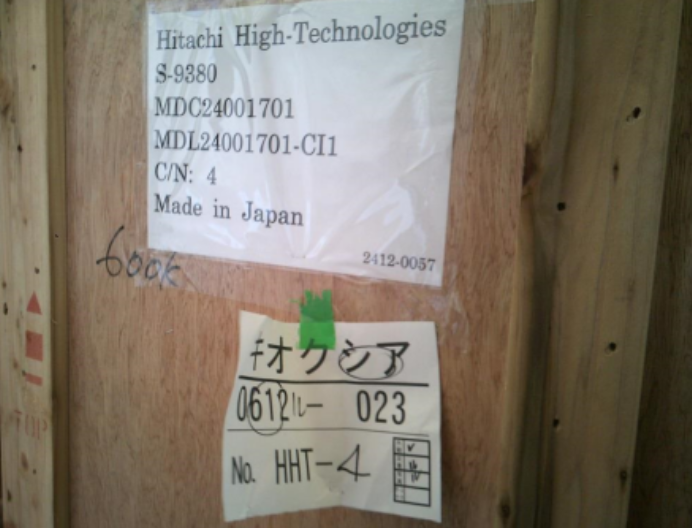 Hitachi High-Technologies
S-9380
MDC24001701
MDL24001701-CI1
C/N: 4
Made in Japan
2412-0057
600K
キオクシア
0612ルー 023
No. HHT-4